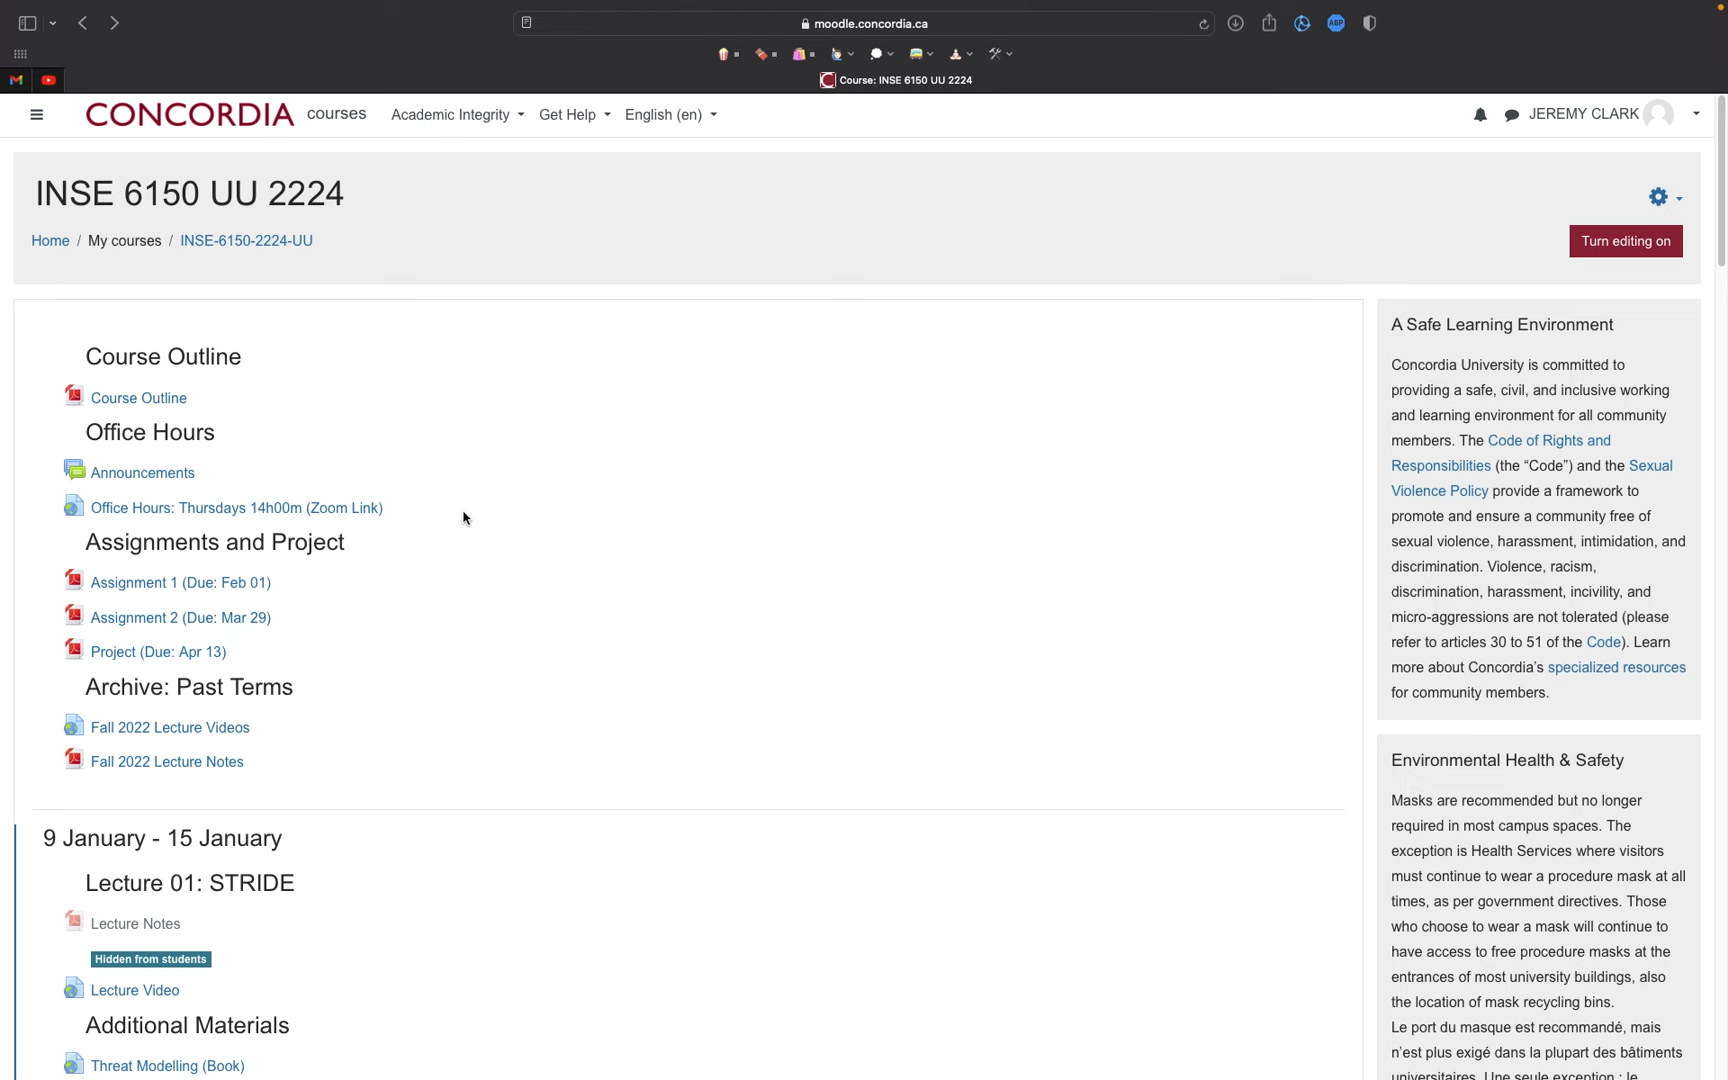 moodle.concordia.ca
ABP
Course: INSE 6150 UU 2224
CONCORDIA courses Academic Integrity Get Help English (en) JEREMY CLARK
INSE 6150 UU 2224
Home / My courses / INSE-6150-2224-UU
Turn editing on
Course Outline
Course Outline
Office Hours
Announcements
Office Hours: Thursdays 14h00m (Zoom Link)
Assignments and Project
Assignment 1 (Due: Feb 01)
Assignment 2 (Due: Mar 29)
Project (Due: Apr 13)
Archive: Past Terms
Fall 2022 Lecture Videos
Fall 2022 Lecture Notes
9 January - 15 January
Lecture 01: STRIDE
Lecture Notes
Hidden from students
Lecture Video
Additional Materials
Threat Modelling (Book)
A Safe Learning Environment
Concordia University is committed to
providing a safe, civil, and inclusive working
and learning environment for all community
members. The Code of Rights and
Responsibilities (the “Code”) and the Sexual
Violence Policy provide a framework to
promote and ensure a community free of
sexual violence, harassment, intimidation, and
discrimination. Violence, racism,
discrimination, harassment, incivility, and
micro-aggressions are not tolerated (please
refer to articles 30 to 51 of the Code). Learn
more about Concordia’s specialized resources
for community members.
Environmental Health & Safety
Masks are recommended but no longer
required in most campus spaces. The
exception is Health Services where visitors
must continue to wear a procedure mask at all
times, as per government directives. Those
who choose to wear a mask will continue to
have access to free procedure masks at the
entrances of most university buildings, also
the location of mask recycling bins.
Le port du masque est recommandé, mais
n’est plus exigé dans la plupart des bâtiments
universitaires. Une seule exception : le